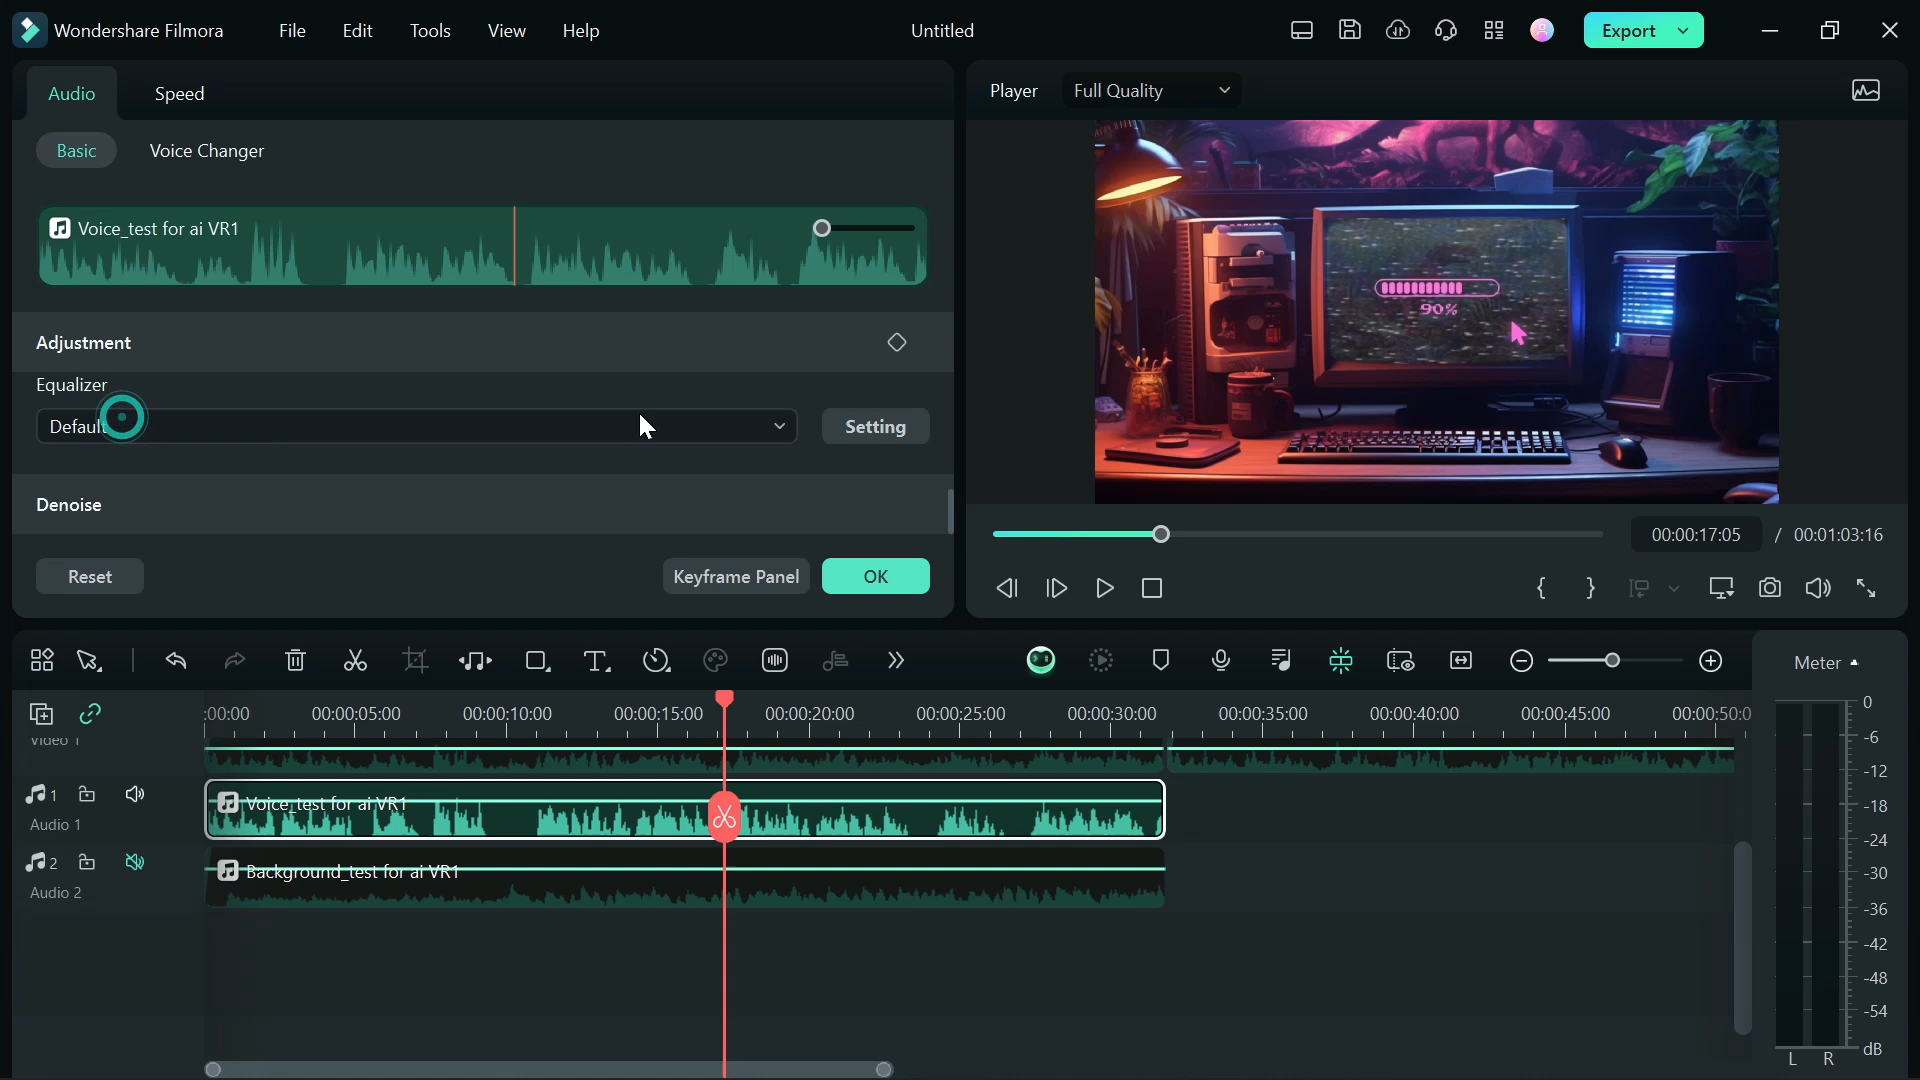 Wondershare Filmora
File
Edit
Tools
View
Help
Untitled
Export
Audio
Speed
Basic
Voice Changer
Voice_test for ai VR1
Adjustment
Equalizer
Default
Setting
Denoise
Reset
Keyframe Panel
OK
Player
Full Quality
90%
00:00:17:05 / 00:01:03:16
Meter
:00:00
00:00:05:00
00:00:10:00
00:00:15:00
00:00:20:00
00:00:25:00
00:00:30:00
00:00:35:00
00:00:40:00
00:00:45:00
00:00:50:0
Video 1
1
Audio 1
Voice_test for ai VR1
2
Audio 2
Background_test for ai VR1
0
-6
-12
-18
-24
-30
-36
-42
-48
-54
dB
L R